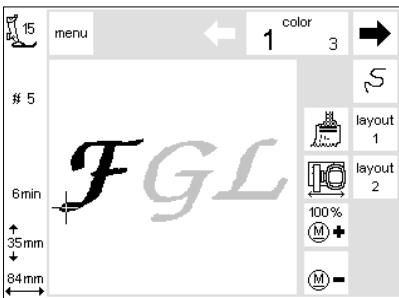 15
menu
color
1 3
# 5
layout
1
FGL
layout
2
6min
100%
M +
35mm
M -
84mm